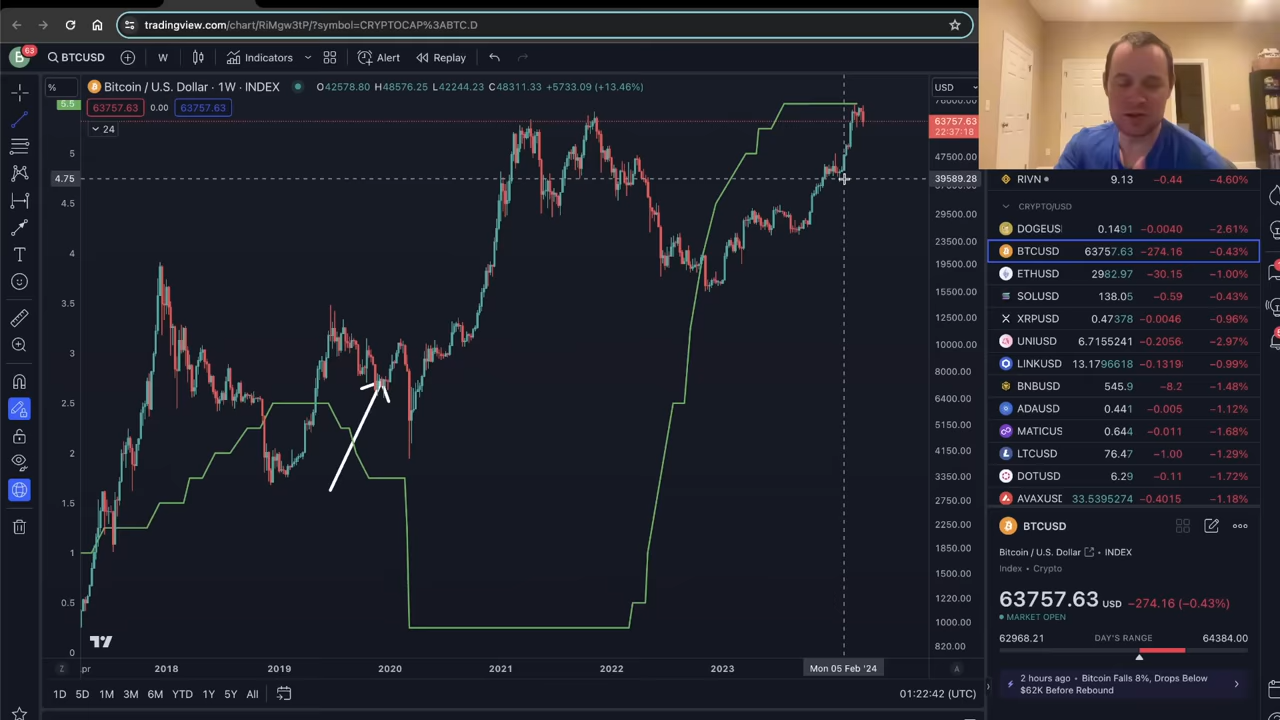 tradingview.com/chart/RiMgw3tP/?symbol=CRYPTOCAP%3ABTC.D
B 63 BTCUSD W Indicators Alert Replay
% Bitcoin / U.S. Dollar · 1W · INDEX O42578.80 H48576.25 L42244.23 C48311.33 +5733.09 (+13.46%) USD
63757.63 0.00 63757.63
24
5.5
5
4.75
4.5
4
3.5
3
2.5
2
1.5
1
0.5
0
63757.63
22:37:18
47500.00
39589.28
29500.00
23500.00
19500.00
15500.00
12500.00
10000.00
8000.00
6400.00
5150.00
4150.00
3350.00
2750.00
2250.00
1850.00
1500.00
1220.00
1000.00
820.00
Z pr 2018 2019 2020 2021 2022 2023 Mon 05 Feb '24 A
1D 5D 1M 3M 6M YTD 1Y 5Y All 01:22:42 (UTC)
RIVN 9.13 −0.44 −4.60%
CRYPTO/USD
DOGEUS 0.1491 −0.0040 −2.61%
BTCUSD 63757.63 −274.16 −0.43%
ETHUSD 2982.97 −30.15 −1.00%
SOLUSD 138.05 −0.59 −0.43%
XRPUSD 0.47378 −0.0046 −0.96%
UNIUSD 6.7155241 −0.2056 −2.97%
LINKUSD 13.1796618 −0.1319 −0.99%
BNBUSD 545.9 −8.2 −1.48%
ADAUSD 0.441 −0.005 −1.12%
MATICUS 0.644 −0.011 −1.68%
LTCUSD 76.47 −1.00 −1.29%
DOTUSD 6.29 −0.11 −1.72%
AVAXUSD 33.5395274 −0.4015 −1.18%
BTCUSD
Bitcoin / U.S. Dollar • INDEX
Index • Crypto
63757.63 USD −274.16 (−0.43%)
MARKET OPEN
62968.21 DAY'S RANGE 64384.00
2 hours ago • Bitcoin Falls 8%, Drops Below
$62K Before Rebound